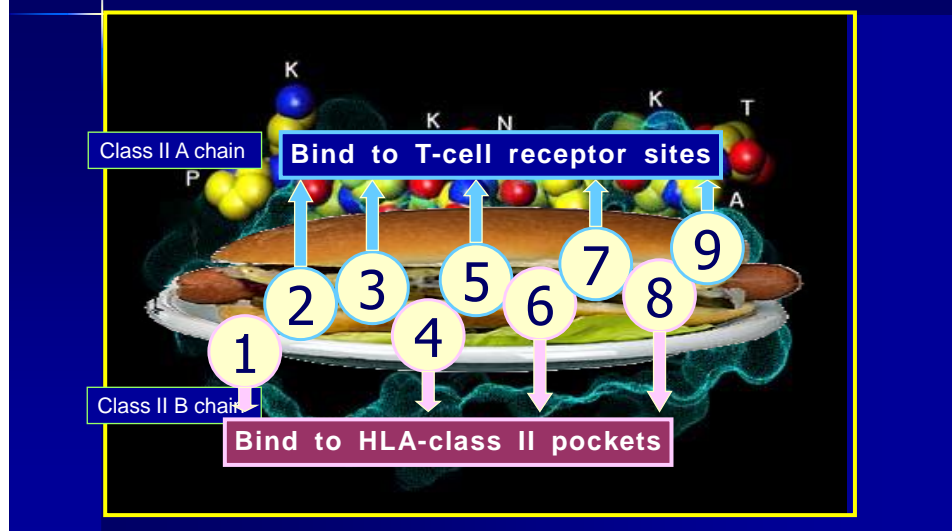 K
K
N
K
T
Class II A chain
Bind to T-cell receptor sites
P
A
9
7
5
3
2
6
8
4
1
Class II B chain
Bind to HLA-class II pockets